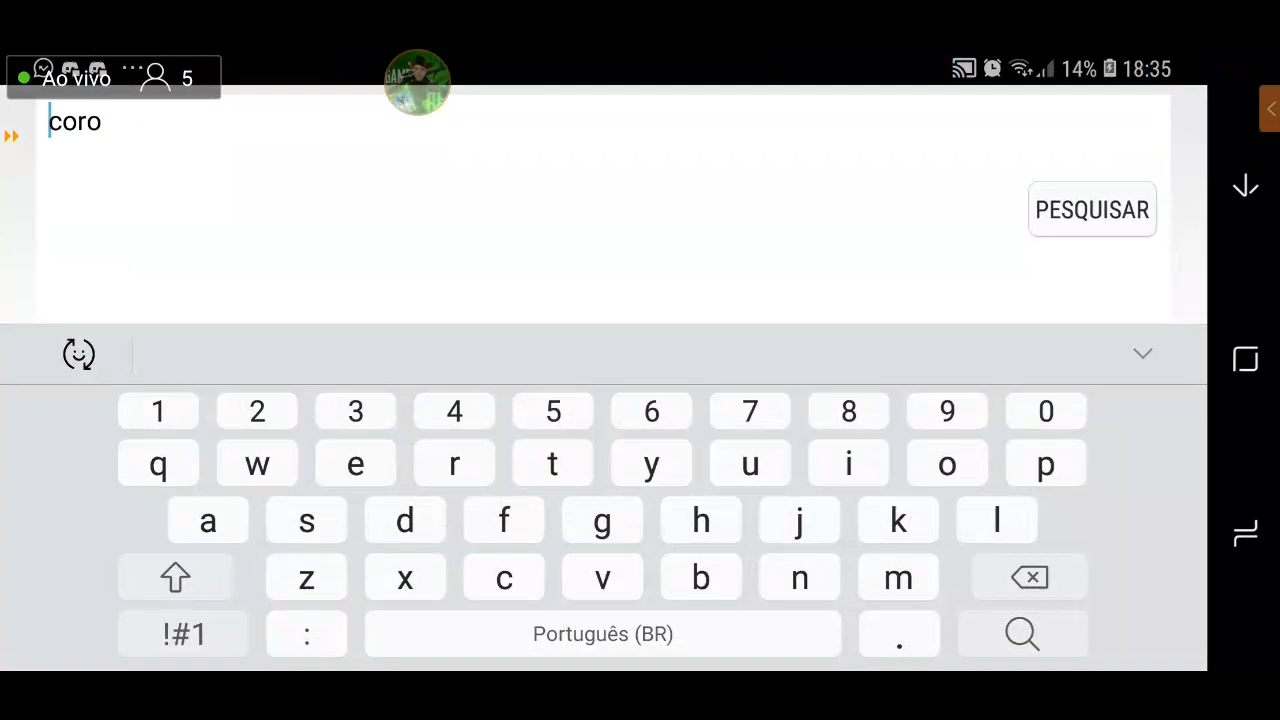 Ao vivo 5
14% 18:35
coro
PESQUISAR
1 2 3 4 5 6 7 8 9 0
q w e r t y u i o p
a s d f g h j k l
z x c v b n m
!#1 : Português (BR) .